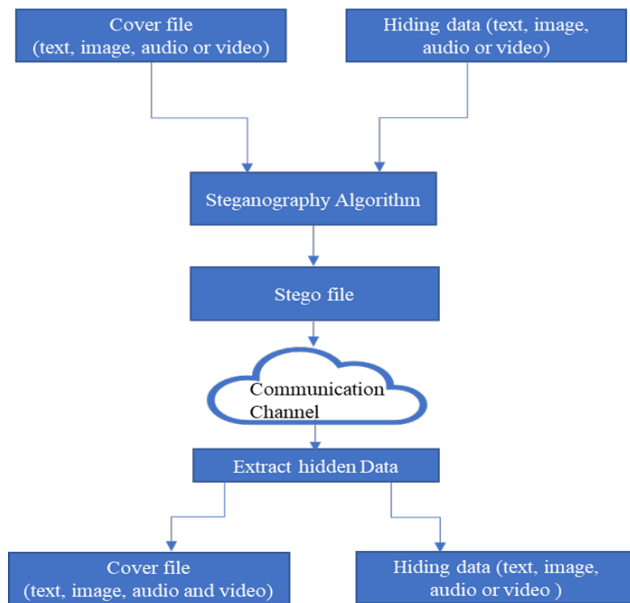 Cover file
(text, image, audio or video)
Hiding data (text, image,
audio or video)
Steganography Algorithm
Stego file
Communication
Channel
Extract hidden Data
Cover file
(text, image, audio and video)
Hiding data (text, image,
audio or video )